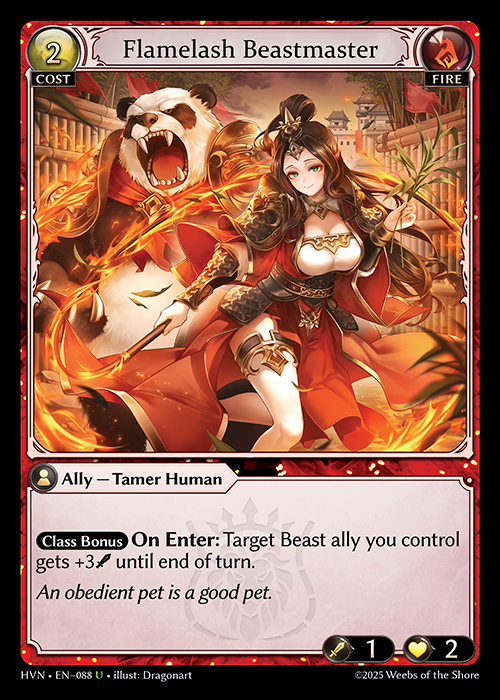 2
Flamelash Beastmaster
COST
FIRE
Ally — Tamer Human
Class Bonus On Enter: Target Beast ally you control
gets +3 until end of turn.
An obedient pet is a good pet.
1
2
HVN • EN-088 U • illust: Dragonart
©2025 Weebs of the Shore